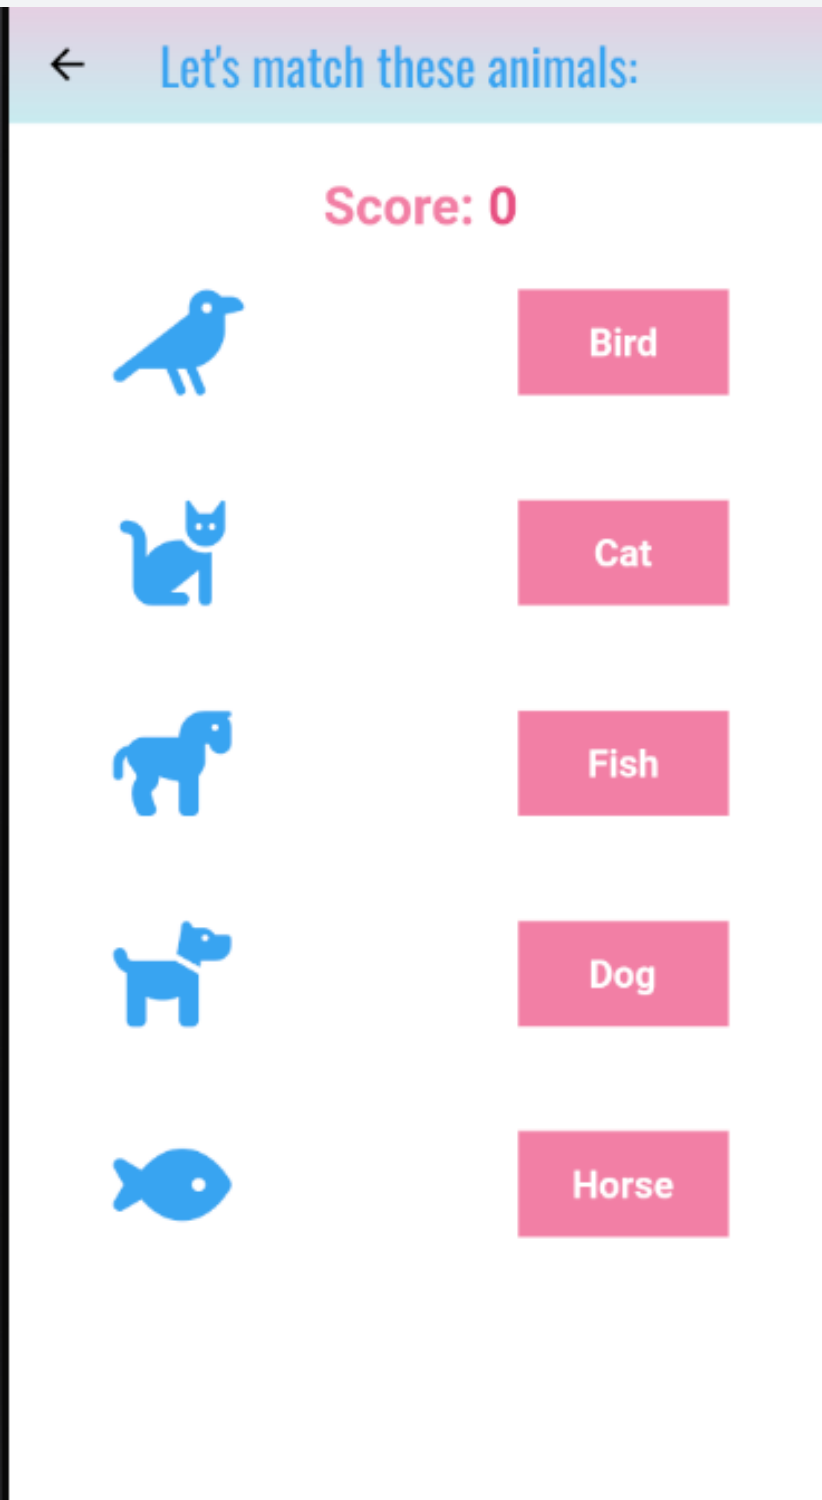 Let's match these animals:
Score: 0
Bird
Cat
Fish
Dog
Horse